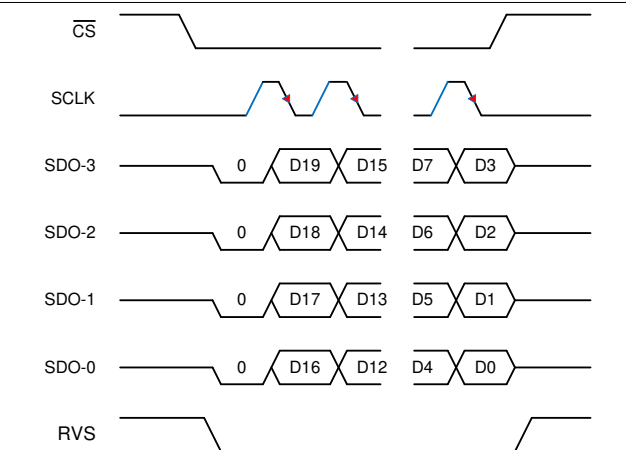 CS
SCLK
SDO-3 0 D19 D15 D7 D3
SDO-2 0 D18 D14 D6 D2
SDO-1 0 D17 D13 D5 D1
SDO-0 0 D16 D12 D4 D0
RVS